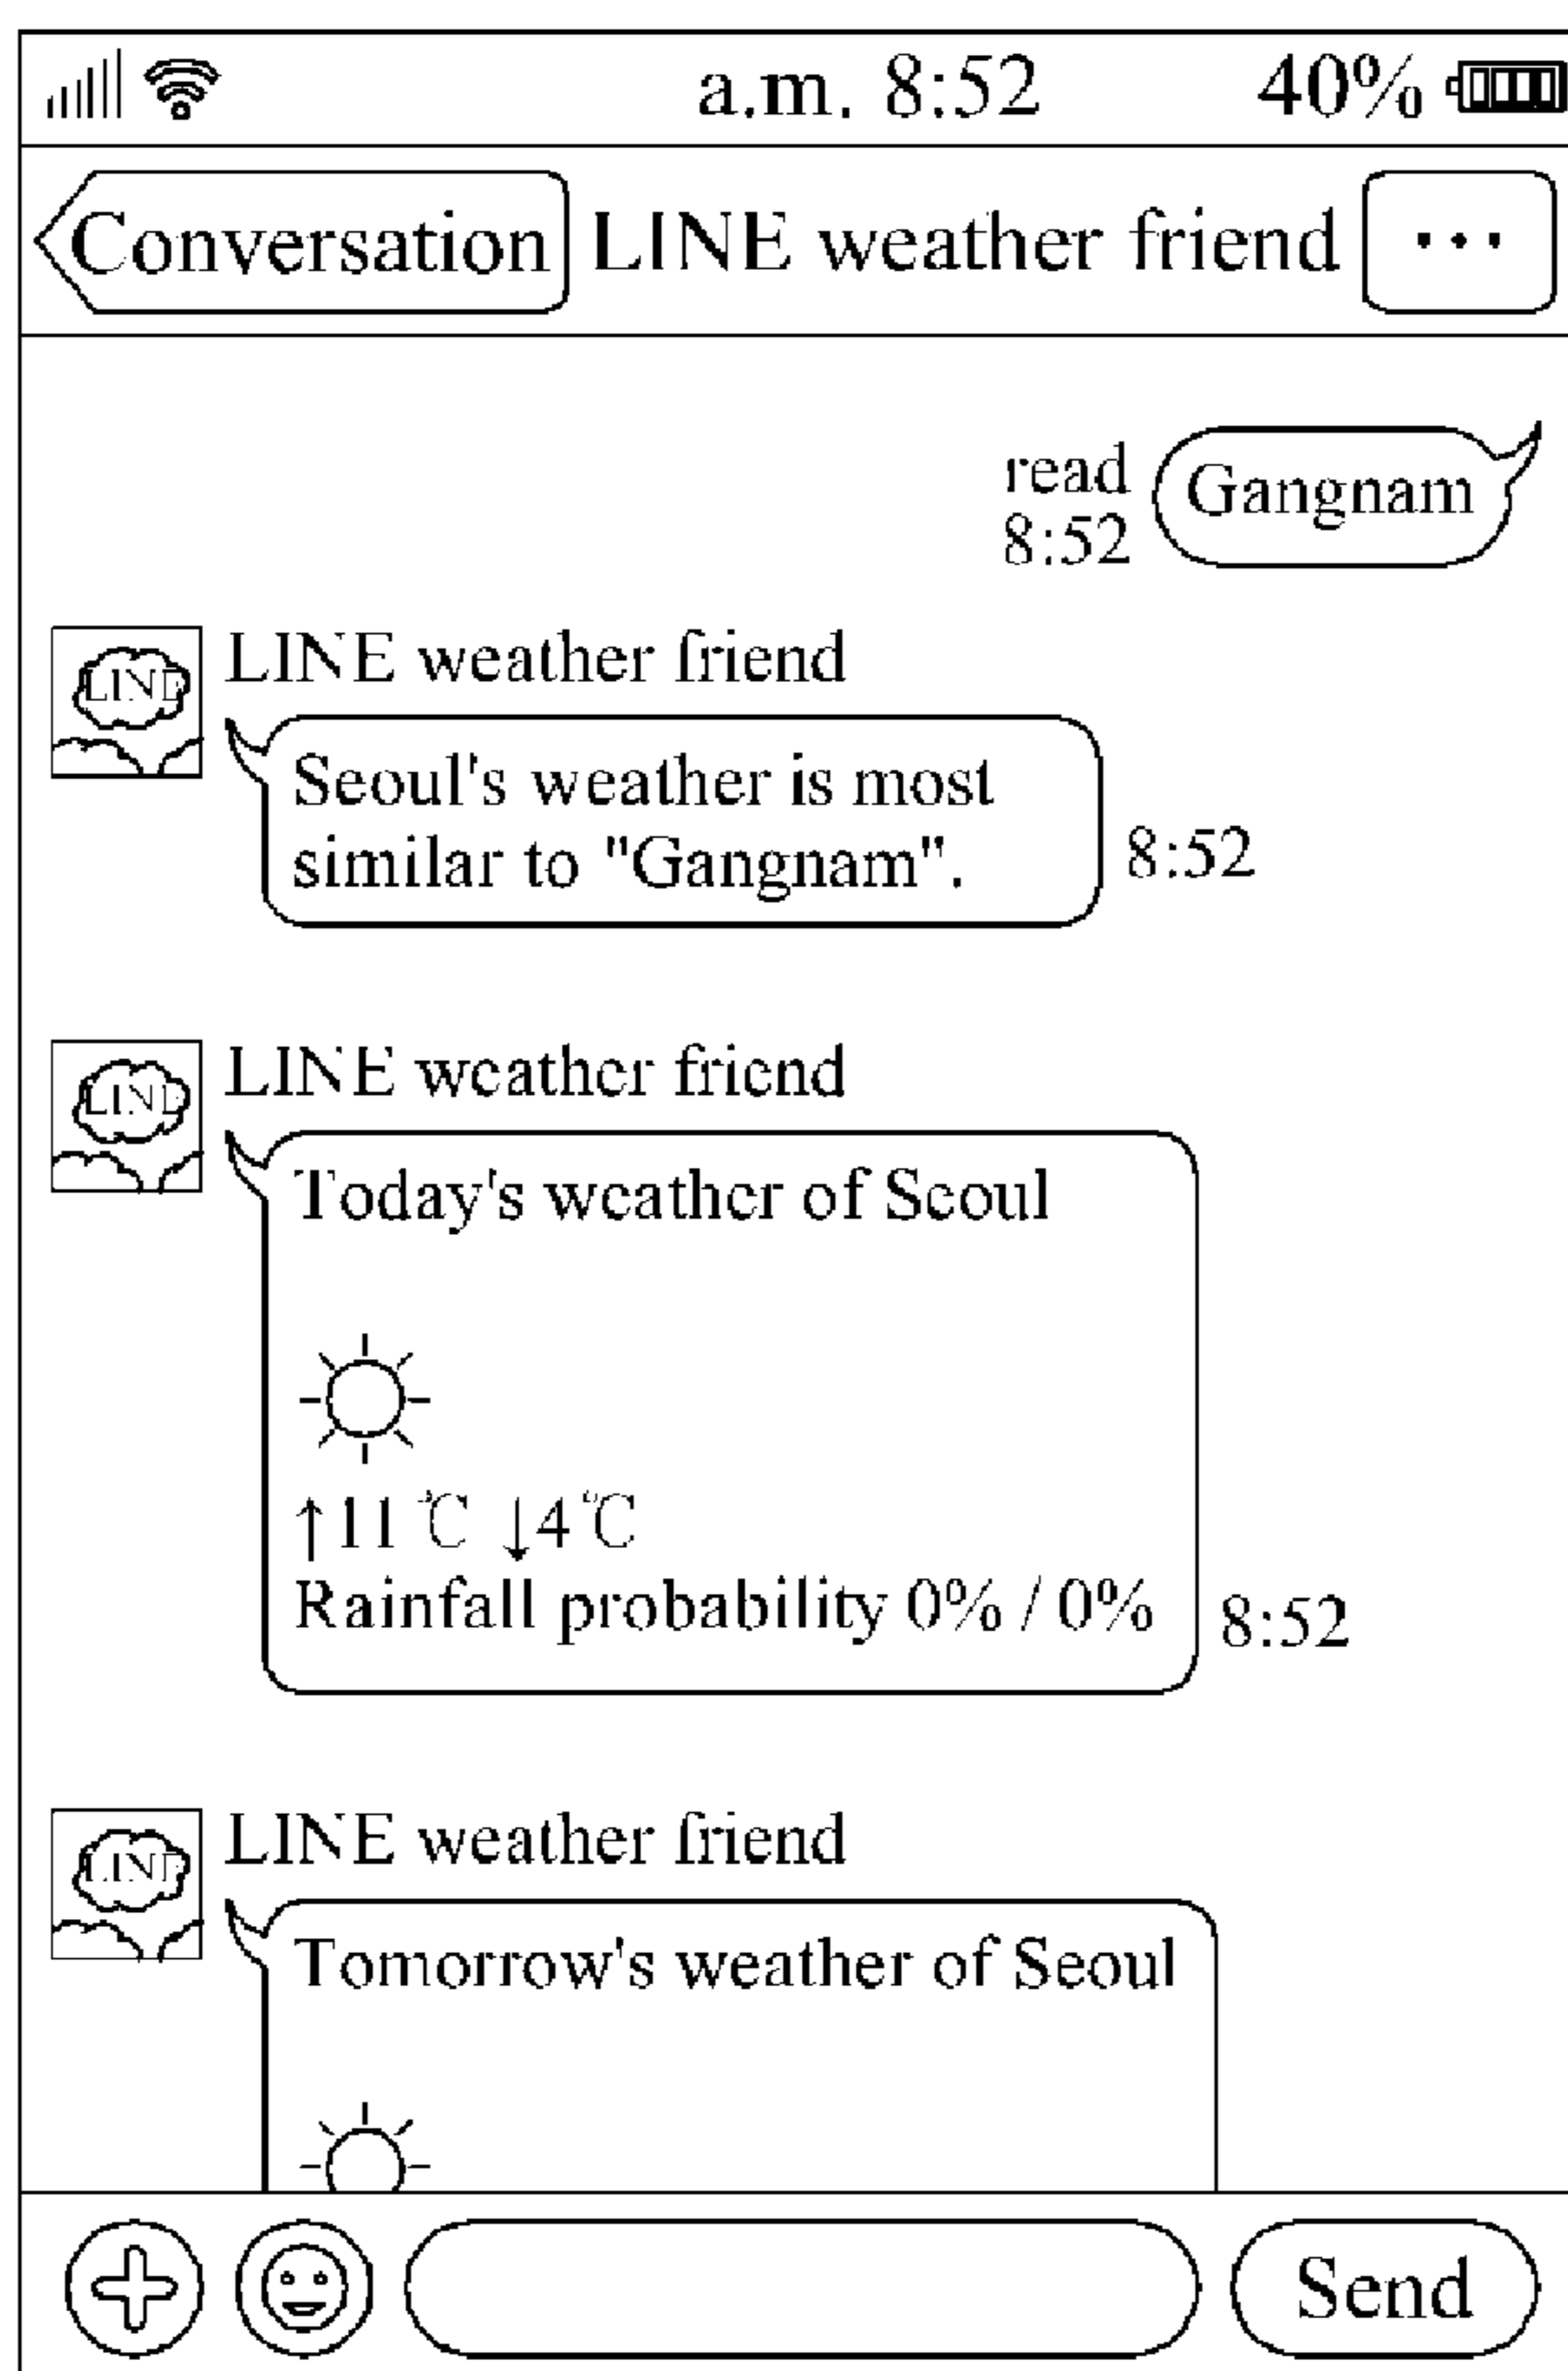 a.m. 8:52 40%
Conversation LINE weather friend ...
read
8:52
Gangnam
LINE
LINE weather friend
Seoul's weather is most
similar to "Gangnam".
8:52
LINE
LINE weather friend
Today's weather of Seoul
↑11℃ ↓4℃
Rainfall probability 0% / 0%
8:52
LINE
LINE weather friend
Tomorrow's weather of Seoul
Send